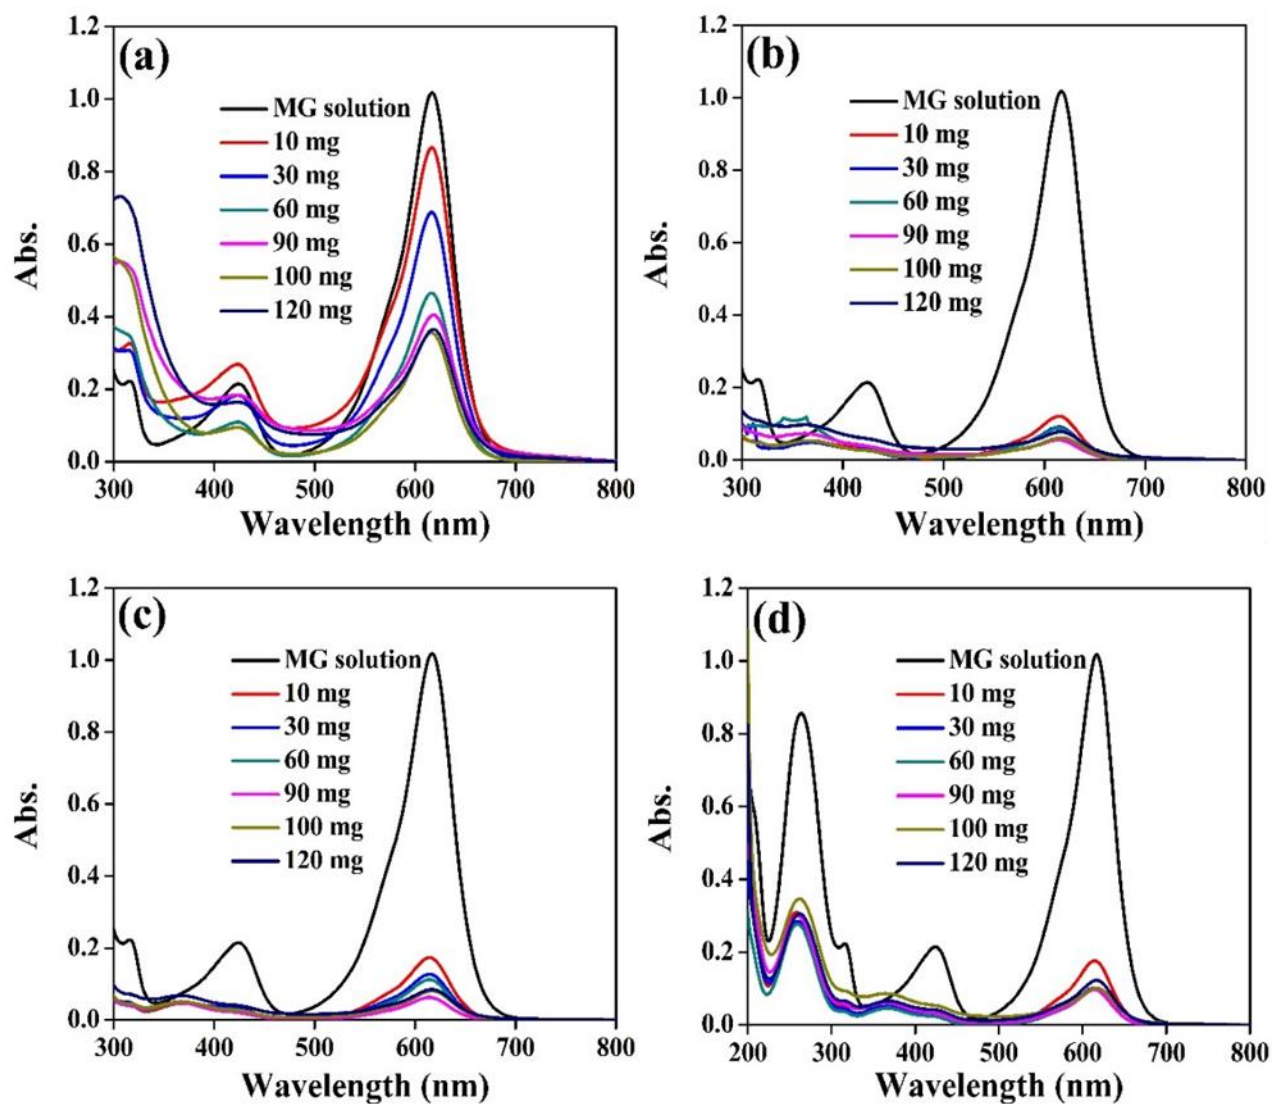 (a)
1.2
1.0
0.8
0.6
0.4
0.2
0.0
Abs.
MG solution
10 mg
30 mg
60 mg
90 mg
100 mg
120 mg
300 400 500 600 700 800
Wavelength (nm)
(b)
1.2
1.0
0.8
0.6
0.4
0.2
0.0
Abs.
MG solution
10 mg
30 mg
60 mg
90 mg
100 mg
120 mg
300 400 500 600 700 800
Wavelength (nm)
(c)
1.2
1.0
0.8
0.6
0.4
0.2
0.0
Abs.
MG solution
10 mg
30 mg
60 mg
90 mg
100 mg
120 mg
300 400 500 600 700 800
Wavelength (nm)
(d)
1.2
1.0
0.8
0.6
0.4
0.2
0.0
Abs.
MG solution
10 mg
30 mg
60 mg
90 mg
100 mg
120 mg
200 300 400 500 600 700 800
Wavelength (nm)